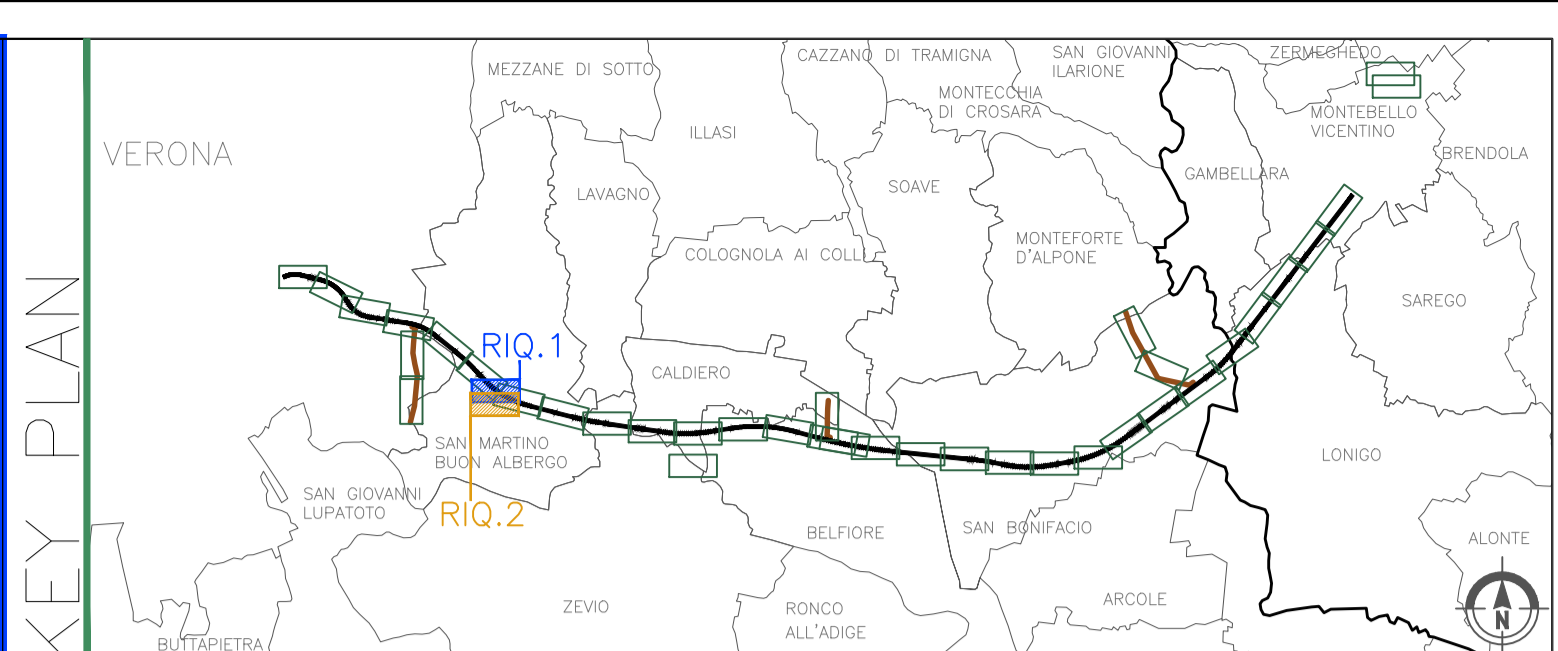 KEY PLAN
MEZZANE DI SOTTO
CAZZANO DI TRAMIGNA
SAN GIOVANNI
ILARIONE
ZERMEGHEDO
MONTECCHIA
DI CROSARA
MONTEBELLO
VICENTINO
ILLASI
VERONA
BRENDOLA
GAMBELLARA
SOAVE
LAVAGNO
MONTEFORTE
D'ALPONE
COLOGNOLA AI COLLI
SAREGO
RIQ.1
CALDIERO
SAN MARTINO
BUON ALBERGO
LONIGO
SAN GIOVANNI
LUPATOTO
RIQ.2
BELFIORE
SAN BONIFACIO
ALONTE
ZEVIO
RONCO
ALL'ADIGE
ARCOLE
N
BUTTAPIETRA